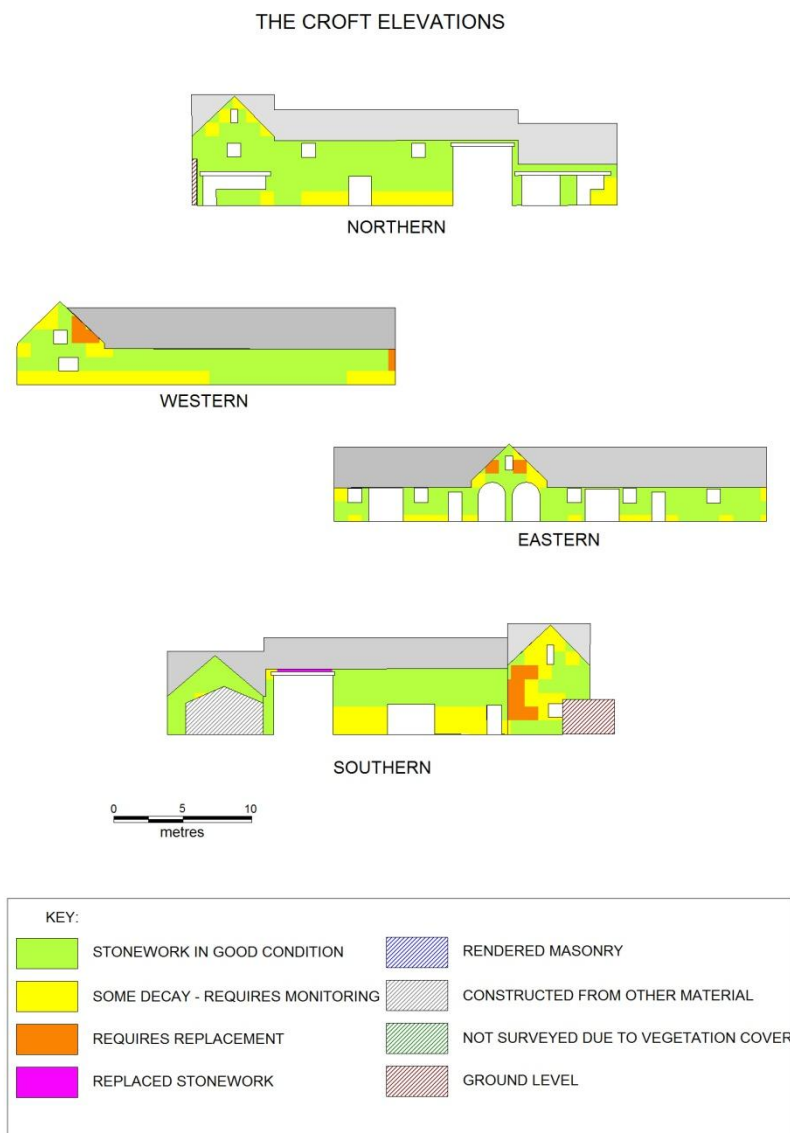 THE CROFT ELEVATIONS
NORTHERN
WESTERN
EASTERN
SOUTHERN
0 5 10
metres
KEY:
STONEWORK IN GOOD CONDITION
SOME DECAY - REQUIRES MONITORING
REQUIRES REPLACEMENT
REPLACED STONEWORK
RENDERED MASONRY
CONSTRUCTED FROM OTHER MATERIAL
NOT SURVEYED DUE TO VEGETATION COVER
GROUND LEVEL